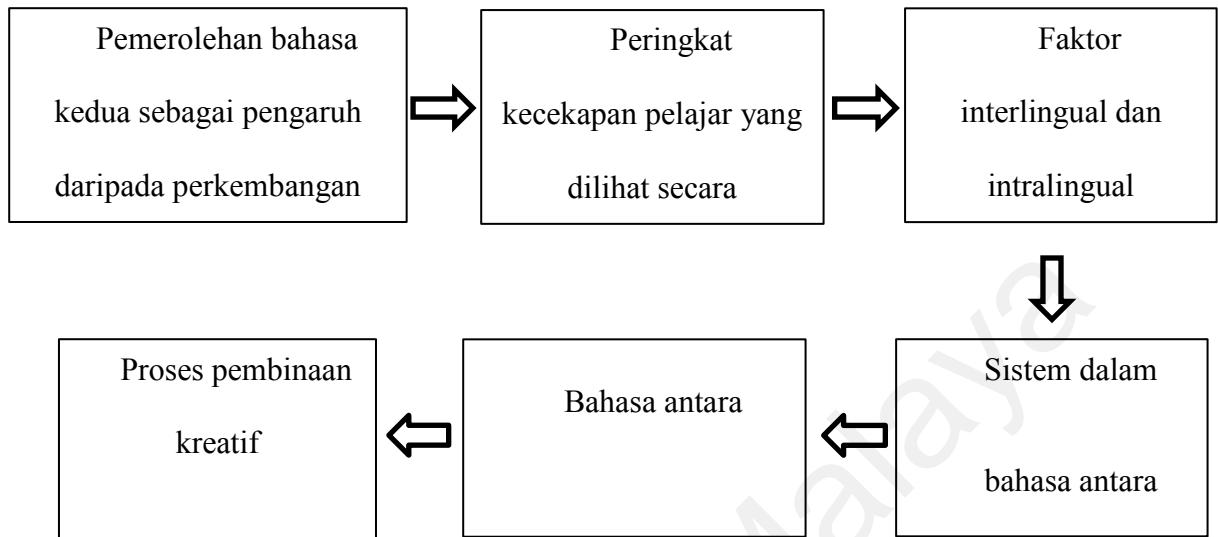 Pemerolehan bahasa
kedua sebagai pengaruh
daripada perkembangan
Peringkat
kecekapan pelajar yang
dilihat secara
Faktor
interlingual dan
intralingual
Sistem dalam
bahasa antara
Bahasa antara
Proses pembinaan
kreatif
Malaya